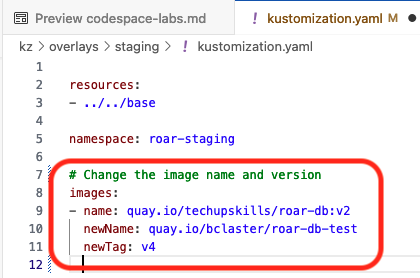 Preview codespace-labs.md
! kustomization.yaml M
kz > overlays > staging > ! kustomization.yaml
1
2 resources:
3 - ../../base
4
5 namespace: roar-staging
6
7 # Change the image name and version
8 images:
9 - name: quay.io/techupskills/roar-db:v2
10 newName: quay.io/bclaster/roar-db-test
11 newTag: v4
12